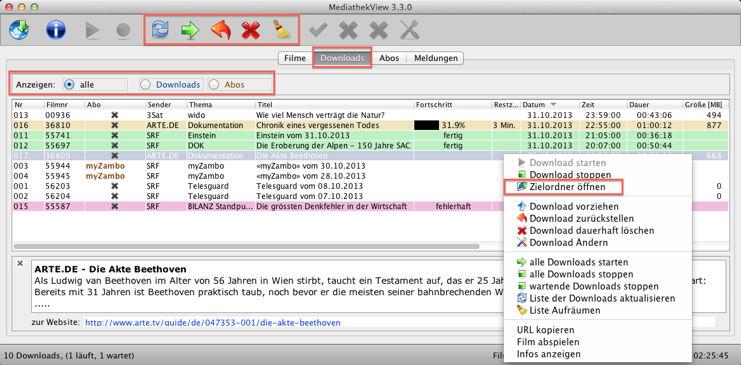 MediathekView 3.3.0
Filme Downloads Abos Meldungen
Anzeigen: alle Downloads Abos
Nr Filmnr Abo Sender Thema Titel Fortschritt Restz... Datum Zeit Dauer Größe [MB]
013 00936 3Sat wido Wie viel Mensch verträgt die Natur? 31.10.2013 23:59:00 00:43:06 494
016 36810 ARTE.DE Dokumentation Chronik eines vergessenen Todes 31.9% 3 Min. 31.10.2013 22:55:00 01:00:12 877
011 55741 SRF Einstein Einstein vom 31.10.2013 fertig 31.10.2013 21:05:00 00:36:18
012 55697 SRF DOK Die Eroberung der Alpen – 150 Jahre SAC fertig 31.10.2013 20:07:00 00:50:44
017 36809 ARTE.DE Dokumentation Die Akte Beethoven 668
003 55944 myZambo SRF myZambo «myZambo» vom 30.10.2013
004 55945 myZambo SRF myZambo «myZambo» vom 28.10.2013
001 56203 SRF Telesguard Telesguard vom 08.10.2013 0
002 56204 SRF Telesguard Telesguard vom 07.10.2013 0
015 55587 SRF BILANZ Standpu... Die grössten Denkfehler in der Wirtschaft fehlerhaft
Download starten
Download stoppen
Zielordner öffnen
Download vorziehen
Download zurückstellen
Download dauerhaft löschen
Download Ändern
alle Downloads starten
alle Downloads stoppen
wartende Downloads stoppen
Liste der Downloads aktualisieren
Liste Aufräumen
URL kopieren
Film abspielen
Infos anzeigen
ARTE.DE - Die Akte Beethoven
Als Ludwig van Beethoven im Alter von 56 Jahren in Wien stirbt, taucht ein Testament auf, das er 25 Jah
Bereits mit 31 Jahren ist Beethoven praktisch taub, noch bevor er die meisten seiner bahnbrechenden W
.....
zur Website: http://www.arte.tv/guide/de/047353-001/die-akte-beethoven
10 Downloads, (1 läuft, 1 wartet) 02:25:45